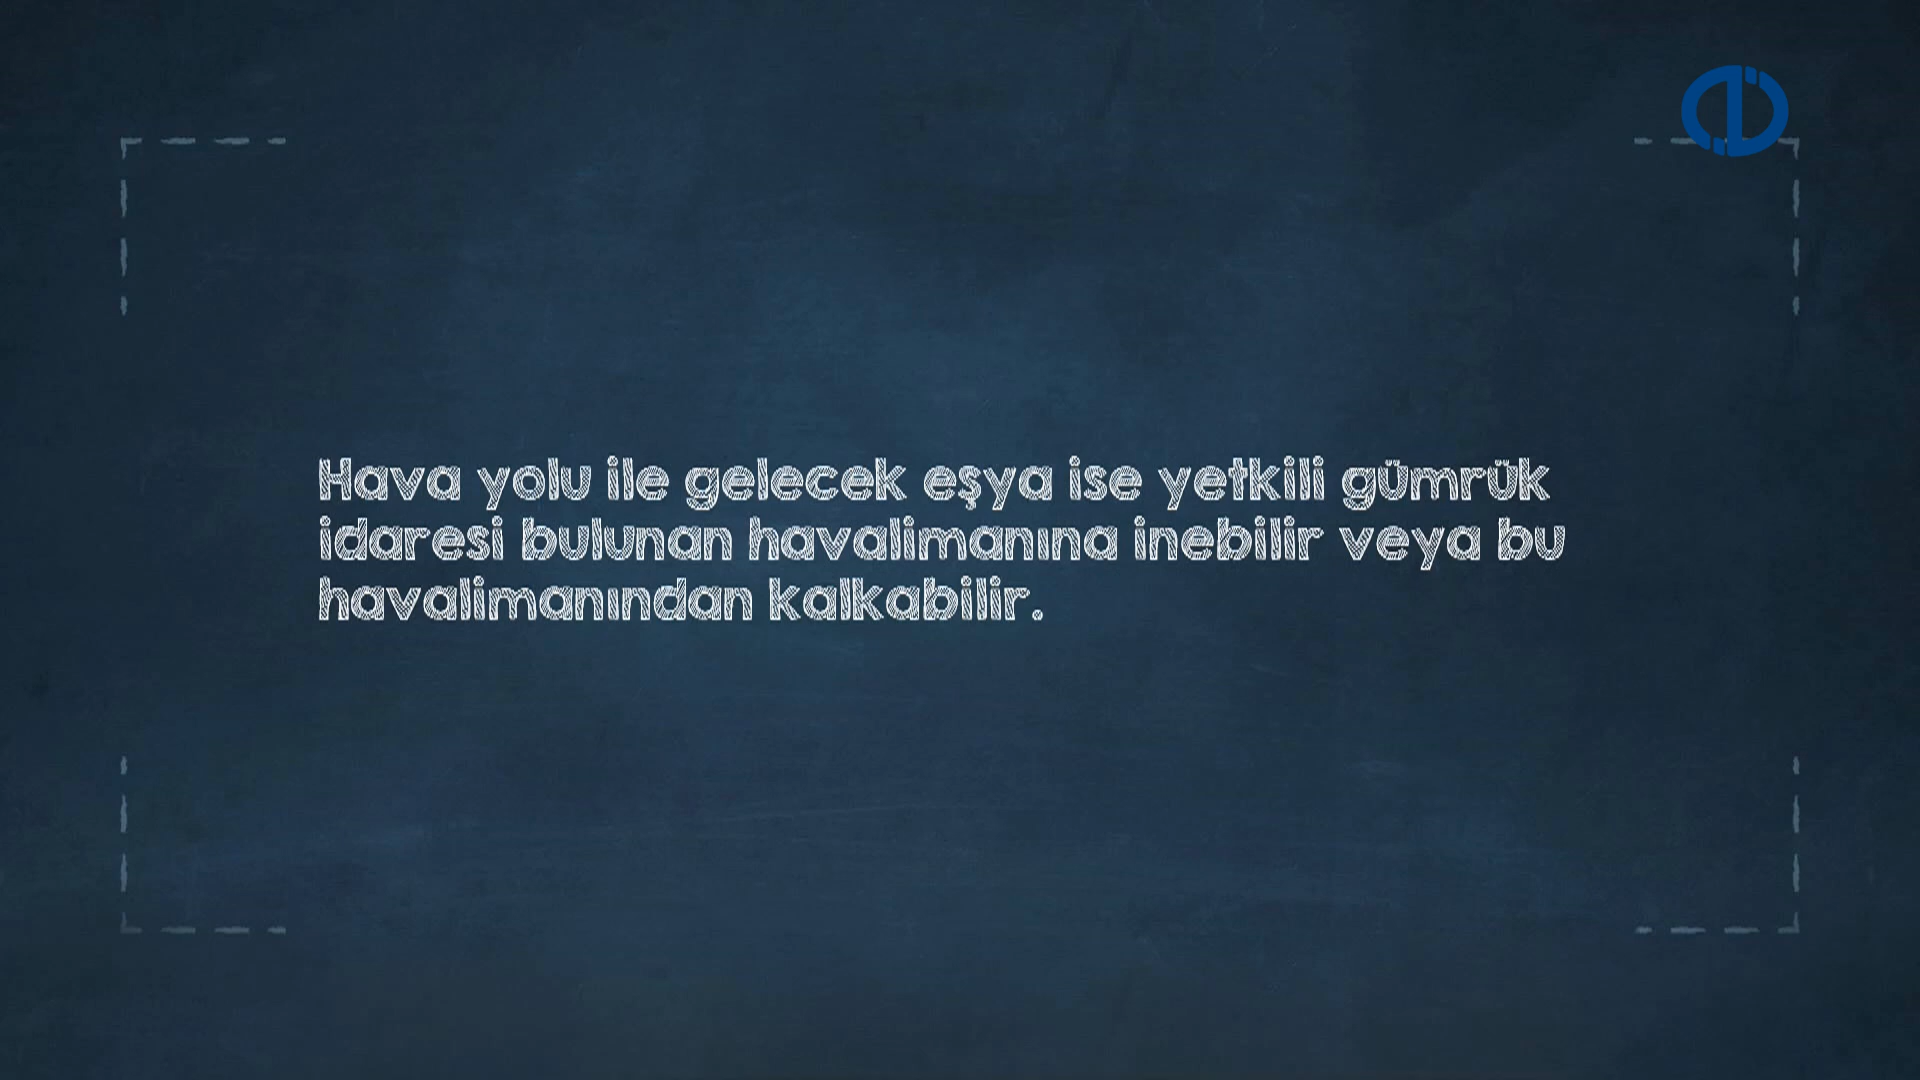 Hava yolu ile gelecek eşya ise yetkili gümrük
idaresi bulunan havalimanına inebilir veya bu
havalimanından kalkabilir.